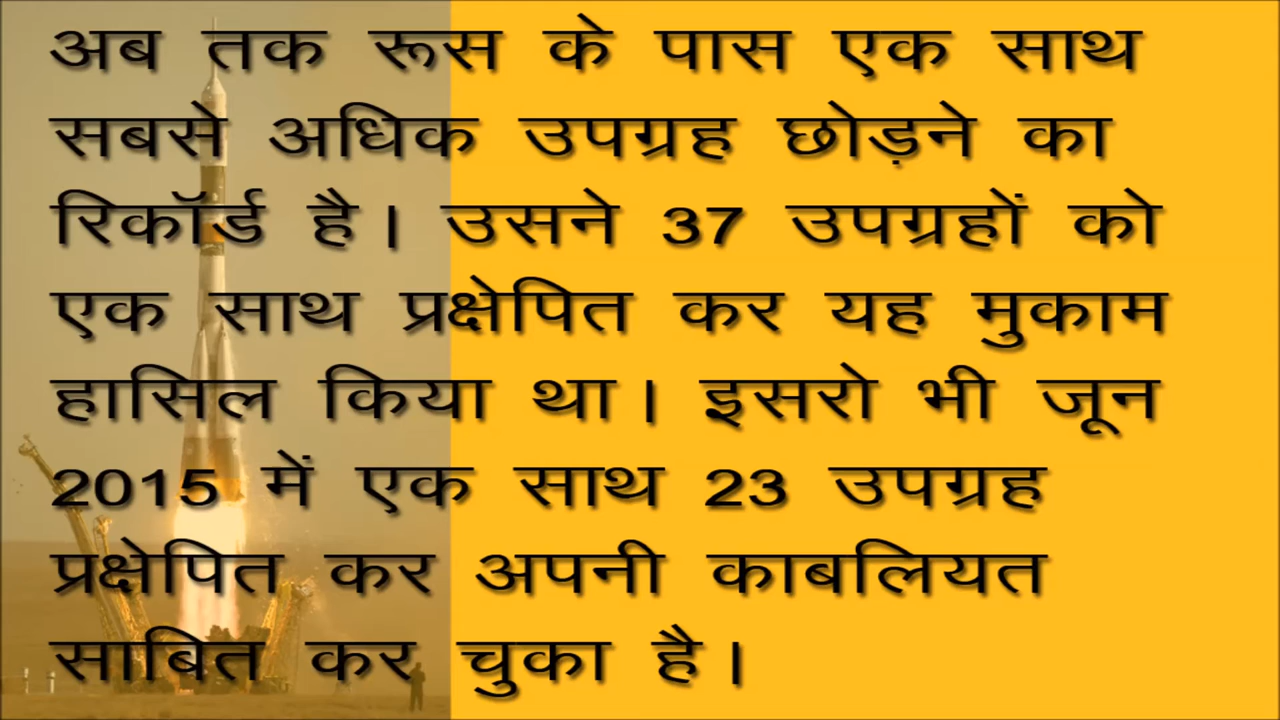 अब तक रूस के पास एक साथ
सबसे अधिक उपग्रह छोड़ने का
रिकॉर्ड है। उसने 37 उपग्रहों को
एक साथ प्रक्षेपित कर यह मुकाम
हासिल किया था। इसरो भी जून
2015 में एक साथ 23 उपग्रह
प्रक्षेपित कर अपनी काबलियत
साबित कर चुका है।